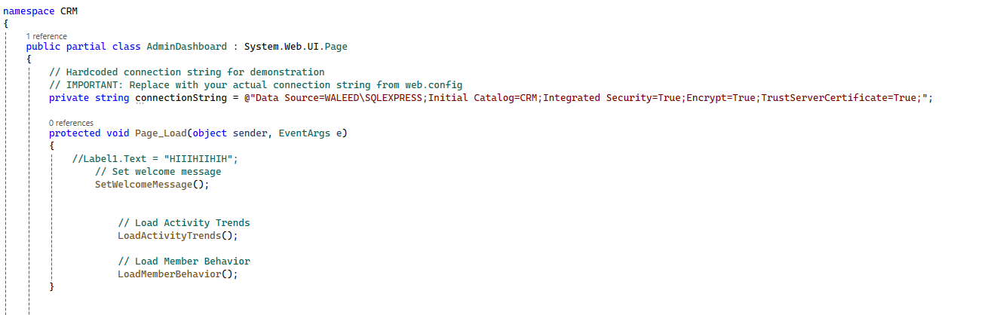 namespace CRM
{
1 reference
public partial class AdminDashboard : System.Web.UI.Page
{
// Hardcoded connection string for demonstration
// IMPORTANT: Replace with your actual connection string from web.config
private string connectionString = @"Data Source=WALEED\SQLEXPRESS;Initial Catalog=CRM;Integrated Security=True;Encrypt=True;TrustServerCertificate=True;";
0 references
protected void Page_Load(object sender, EventArgs e)
{
//Label1.Text = "HIIIHIIHIH";
// Set welcome message
SetWelcomeMessage();
// Load Activity Trends
LoadActivityTrends();
// Load Member Behavior
LoadMemberBehavior();
}